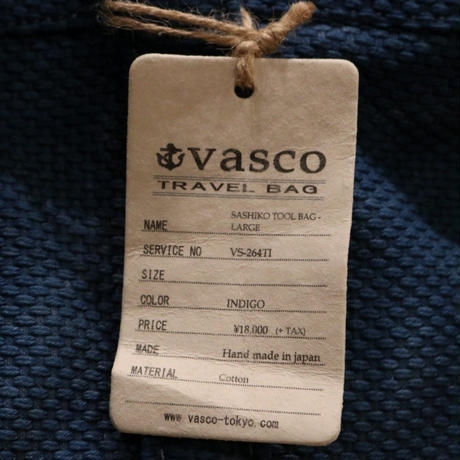 vasco
TRAVEL BAG
NAME SASHIKO TOOL BAG - LARGE
SERVICE NO VS-264TI
SIZE
COLOR INDIGO
PRICE ¥18,000 (+ TAX)
MADE Hand made in japan
MATERIAL Cotton
www.vasco-tokyo.com